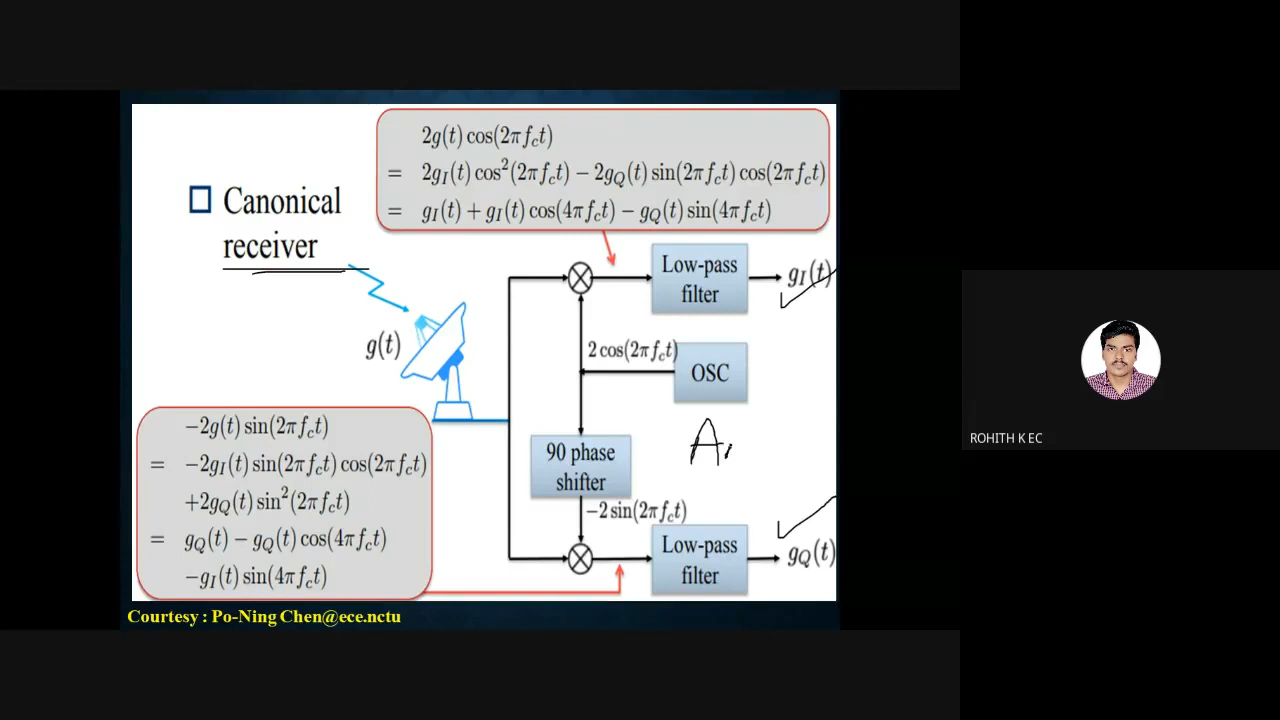 2g(t) cos(2πf_ct)
= 2g_I(t) cos²(2πf_ct) − 2g_Q(t) sin(2πf_ct) cos(2πf_ct)
= g_I(t) + g_I(t) cos(4πf_ct) − g_Q(t) sin(4πf_ct)
Canonical
receiver
Low-pass
filter
g_I(t)
g(t)
2 cos(2πf_ct)
OSC
A
−2g(t) sin(2πf_ct)
= −2g_I(t) sin(2πf_ct) cos(2πf_ct)
+2g_Q(t) sin²(2πf_ct)
= g_Q(t) − g_Q(t) cos(4πf_ct)
−g_I(t) sin(4πf_ct)
90 phase
shifter
−2 sin(2πf_ct)
Low-pass
filter
g_Q(t)
Courtesy : Po-Ning Chen@ece.nctu
ROHITH K EC